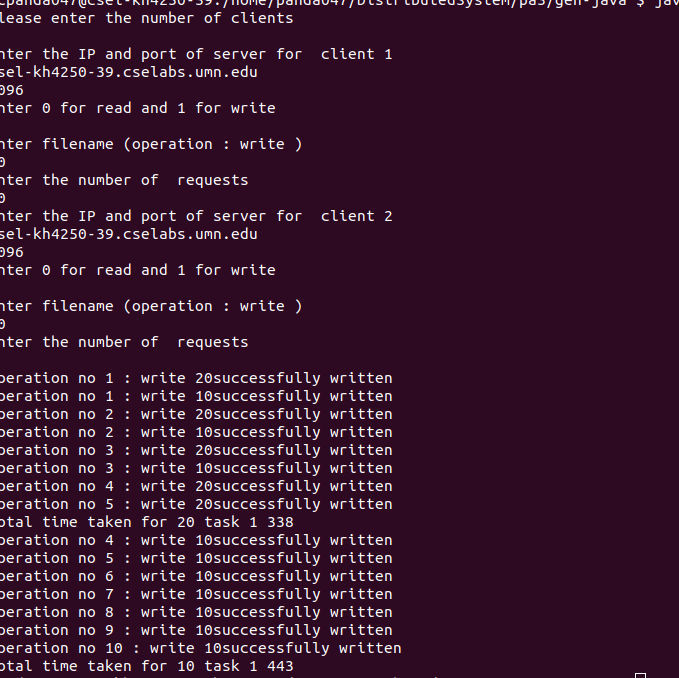 cpanda047@csel-kh4250-39:/home/panda047/DistributedSystem/pa3/gen-java $ jav
lease enter the number of clients
nter the IP and port of server for  client 1
sel-kh4250-39.cselabs.umn.edu
096
nter 0 for read and 1 for write
nter filename (operation : write )
0
nter the number of  requests
0
nter the IP and port of server for  client 2
sel-kh4250-39.cselabs.umn.edu
096
nter 0 for read and 1 for write
nter filename (operation : write )
0
nter the number of  requests
peration no 1 : write 20successfully written
peration no 1 : write 10successfully written
peration no 2 : write 20successfully written
peration no 2 : write 10successfully written
peration no 3 : write 20successfully written
peration no 3 : write 10successfully written
peration no 4 : write 20successfully written
peration no 5 : write 20successfully written
otal time taken for 20 task 1 338
peration no 4 : write 10successfully written
peration no 5 : write 10successfully written
peration no 6 : write 10successfully written
peration no 7 : write 10successfully written
peration no 8 : write 10successfully written
peration no 9 : write 10successfully written
peration no 10 : write 10successfully written
otal time taken for 10 task 1 443